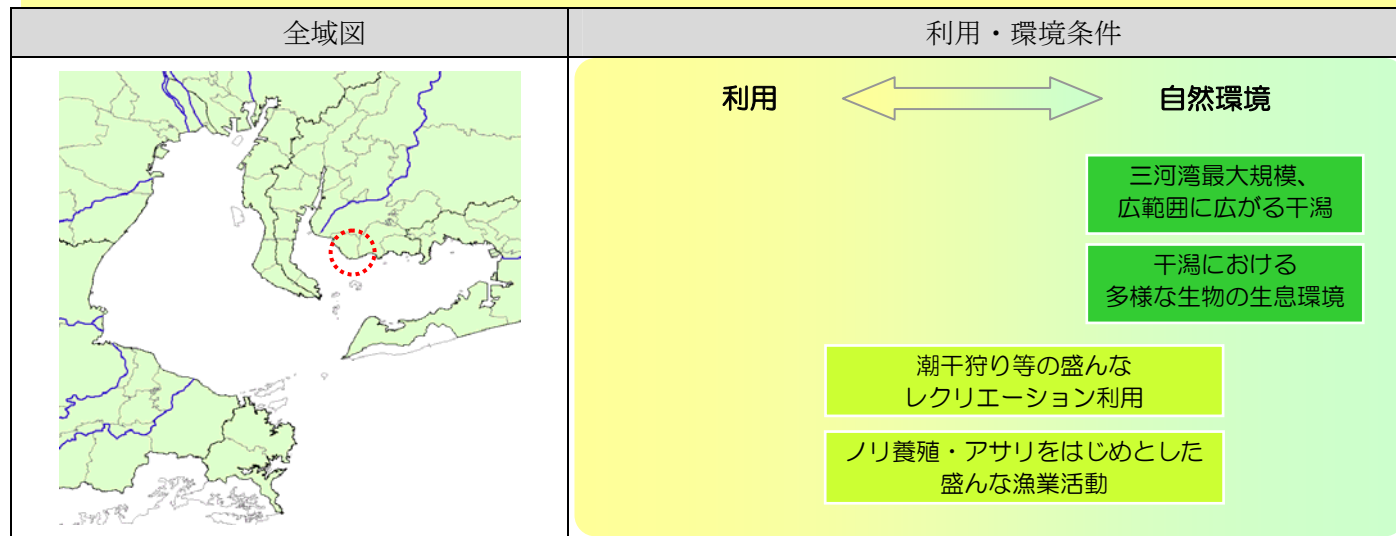 全域図
利用・環境条件
利用
自然環境
三河湾最大規模、
広範囲に広がる干潟
干潟における
多様な生物の生息環境
潮干狩り等の盛んな
レクリエーション利用
ノリ養殖・アサリをはじめとした
盛んな漁業活動